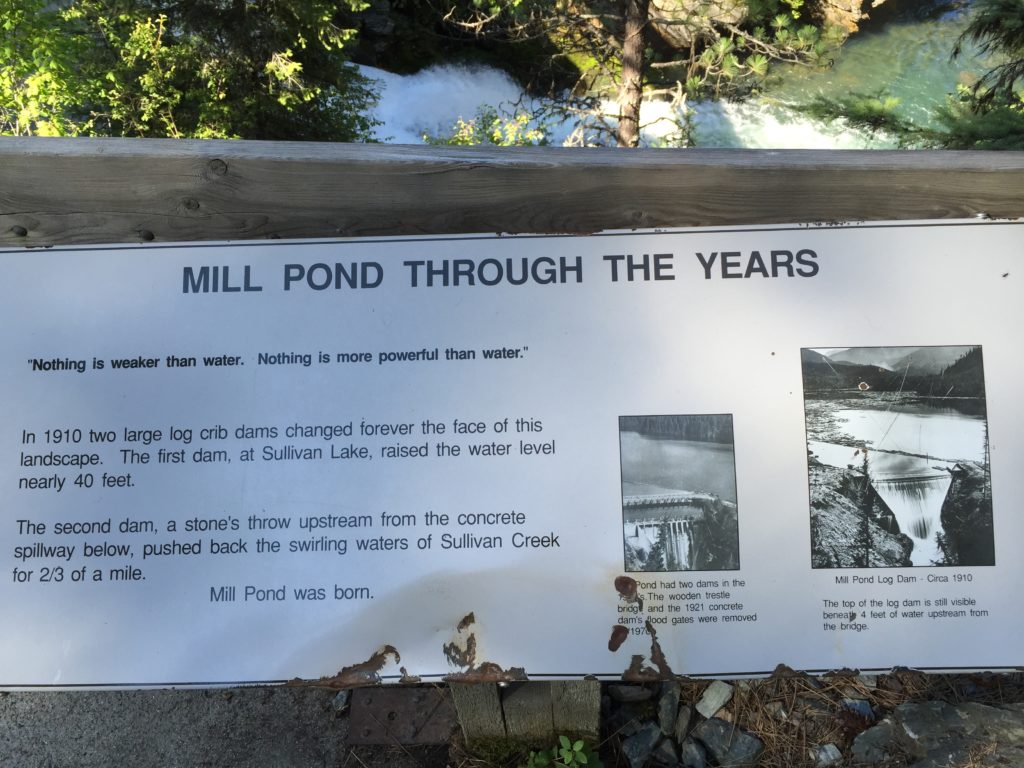 MILL POND THROUGH THE YEARS
"Nothing is weaker than water. Nothing is more powerful than water."
In 1910 two large log crib dams changed forever the face of this
landscape. The first dam, at Sullivan Lake, raised the water level
nearly 40 feet.
The second dam, a stone's throw upstream from the concrete
spillway below, pushed back the swirling waters of Sullivan Creek
for 2/3 of a mile.
Mill Pond was born.
Pond had two dams in the
The wooden trestle
bridge and the 1921 concrete
dam's flood gates were removed
Mill Pond Log Dam - Circa 1910
The top of the log dam is still visible
beneath 4 feet of water upstream from
the bridge.